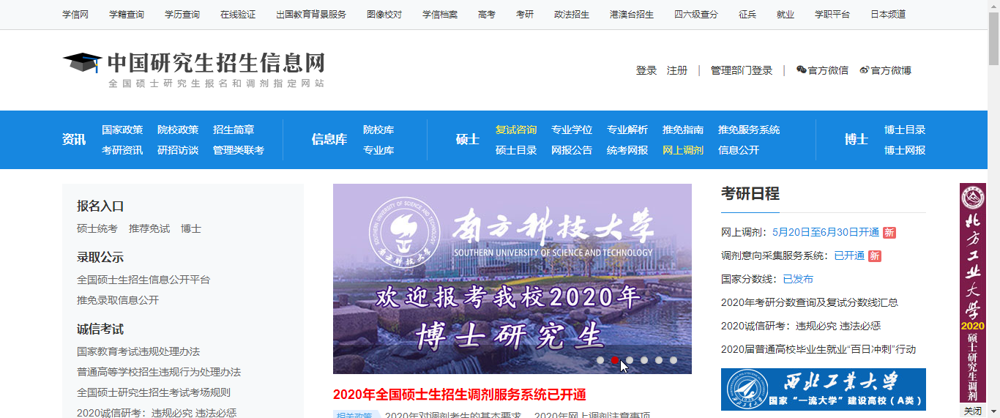 学信网 学籍查询 学历查询 在线验证 出国教育背景服务 图像校对 学信档案 高考 考研 政法招生 港澳台招生 四六级查分 征兵 就业 学职平台 日本频道
中国研究生招生信息网
全国硕士研究生报名和调剂指定网站
登录 注册 | 管理部门登录 | 官方微信 官方微博
资讯
国家政策 院校政策 招生简章
考研资讯 研招访谈 管理类联考
信息库
院校库
专业库
硕士
复试咨询 专业学位 专业解析 推免指南 推免服务系统
硕士目录 网报公告 统考网报 网上调剂 信息公开
博士
博士目录
博士网报
报名入口
硕士统考 推荐免试 博士
录取公示
全国硕士生招生信息公开平台
推免录取信息公开
诚信考试
国家教育考试违规处理办法
普通高等学校招生违规行为处理办法
全国硕士研究生招生考试考场规则
2020诚信研考：违规必究 违法必惩
SOUTHERN UNIVERSITY OF SCIENCE AND TECHNOLOGY
南方科技大学
南方科技大学
SOUTHERN UNIVERSITY OF SCIENCE AND TECHNOLOGY
欢迎报考我校2020年
博士研究生
2020年全国硕士生招生调剂服务系统已开通
相关政策 2020年对调剂考生的基本要求 2020年网上调剂注意事项
考研日程
网上调剂：5月20日至6月30日开通 新
调剂意向采集服务系统：已开通 新
国家分数线：已发布
2020年考研分数查询及复试分数线汇总
2020诚信研考：违规必究 违法必惩
2020届普通高校毕业生就业“百日冲刺”行动
西北工业大学
国家“一流大学”建设高校（A类）
北方工业大学
2020
硕士研究生调剂
关闭